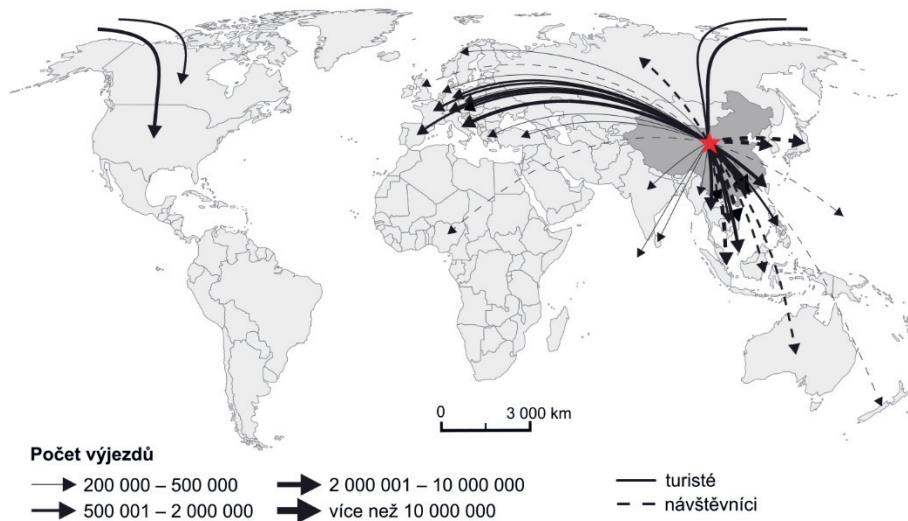 0 3 000 km
Počet výjezdů
200 000 – 500 000
500 001 – 2 000 000
2 000 001 – 10 000 000
více než 10 000 000
turisté
návštěvníci